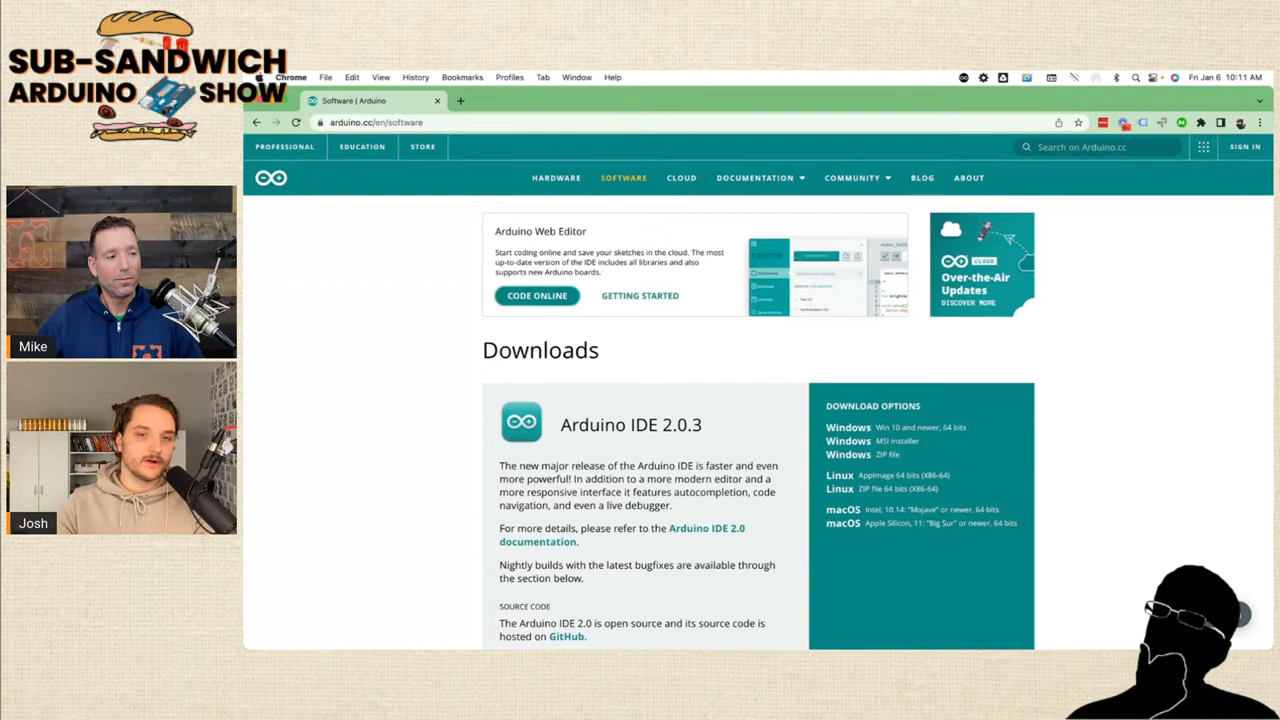 SUB-SANDWICH
ARDUINO SHOW
Mike
Josh
Chrome File Edit View History Bookmarks Profiles Tab Window Help
Fri Jan 6 10:11 AM
Software | Arduino
arduino.cc/en/software
PROFESSIONAL EDUCATION STORE
Search on Arduino.cc
SIGN IN
HARDWARE SOFTWARE CLOUD DOCUMENTATION COMMUNITY BLOG ABOUT
Arduino Web Editor
Start coding online and save your sketches in the cloud. The most
up-to-date version of the IDE includes all libraries and also
supports new Arduino boards.
CODE ONLINE GETTING STARTED
CLOUD
Over-the-Air
Updates
DISCOVER MORE
Downloads
Arduino IDE 2.0.3
The new major release of the Arduino IDE is faster and even
more powerful! In addition to a more modern editor and a
more responsive interface it features autocompletion, code
navigation, and even a live debugger.
For more details, please refer to the Arduino IDE 2.0
documentation.
Nightly builds with the latest bugfixes are available through
the section below.
SOURCE CODE
The Arduino IDE 2.0 is open source and its source code is
hosted on GitHub.
DOWNLOAD OPTIONS
Windows Win 10 and newer, 64 bits
Windows MSI installer
Windows ZIP file
Linux AppImage 64 bits (X86-64)
Linux ZIP file 64 bits (X86-64)
macOS Intel, 10.14: "Mojave" or newer, 64 bits
macOS Apple Silicon, 11: "Big Sur" or newer, 64 bits